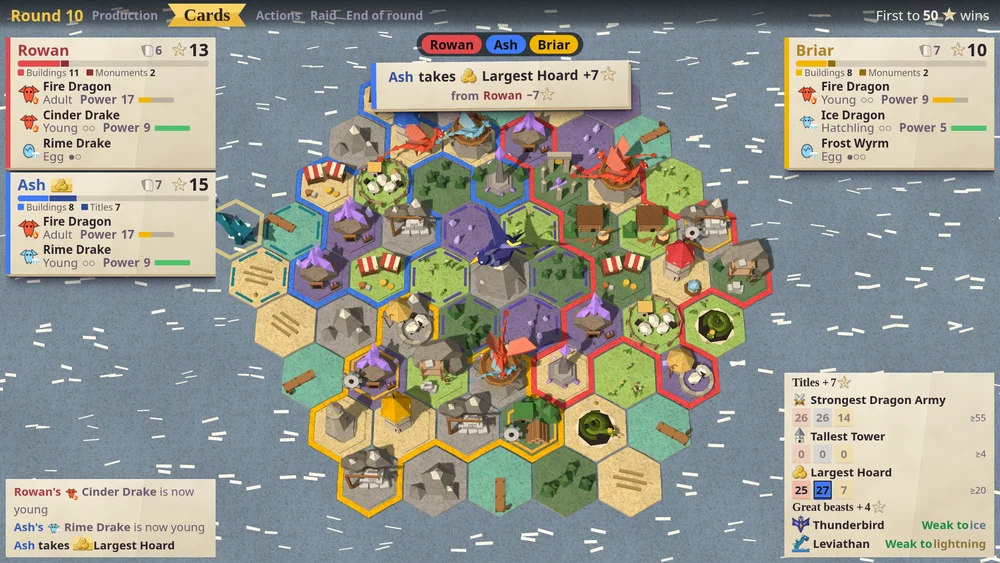 Round 10 Production Cards Actions Raid End of round
First to 50 wins
Rowan Ash Briar
Ash takes Largest Hoard +7
from Rowan −7
Rowan 6 13
Buildings 11 Monuments 2
Fire Dragon
Adult Power 17
Cinder Drake
Young Power 9
Rime Drake
Egg
Ash 7 15
Buildings 8 Titles 7
Fire Dragon
Adult Power 17
Rime Drake
Young Power 9
Briar 7 10
Buildings 8 Monuments 2
Fire Dragon
Young Power 9
Ice Dragon
Hatchling Power 5
Frost Wyrm
Egg
Rowan's Cinder Drake is now
young
Ash's Rime Drake is now young
Ash takes Largest Hoard
Titles +7
Strongest Dragon Army
26 26 14 ≥55
Tallest Tower
0 0 0 ≥4
Largest Hoard
25 27 7 ≥20
Great beasts +4
Thunderbird Weak to ice
Leviathan Weak to lightning